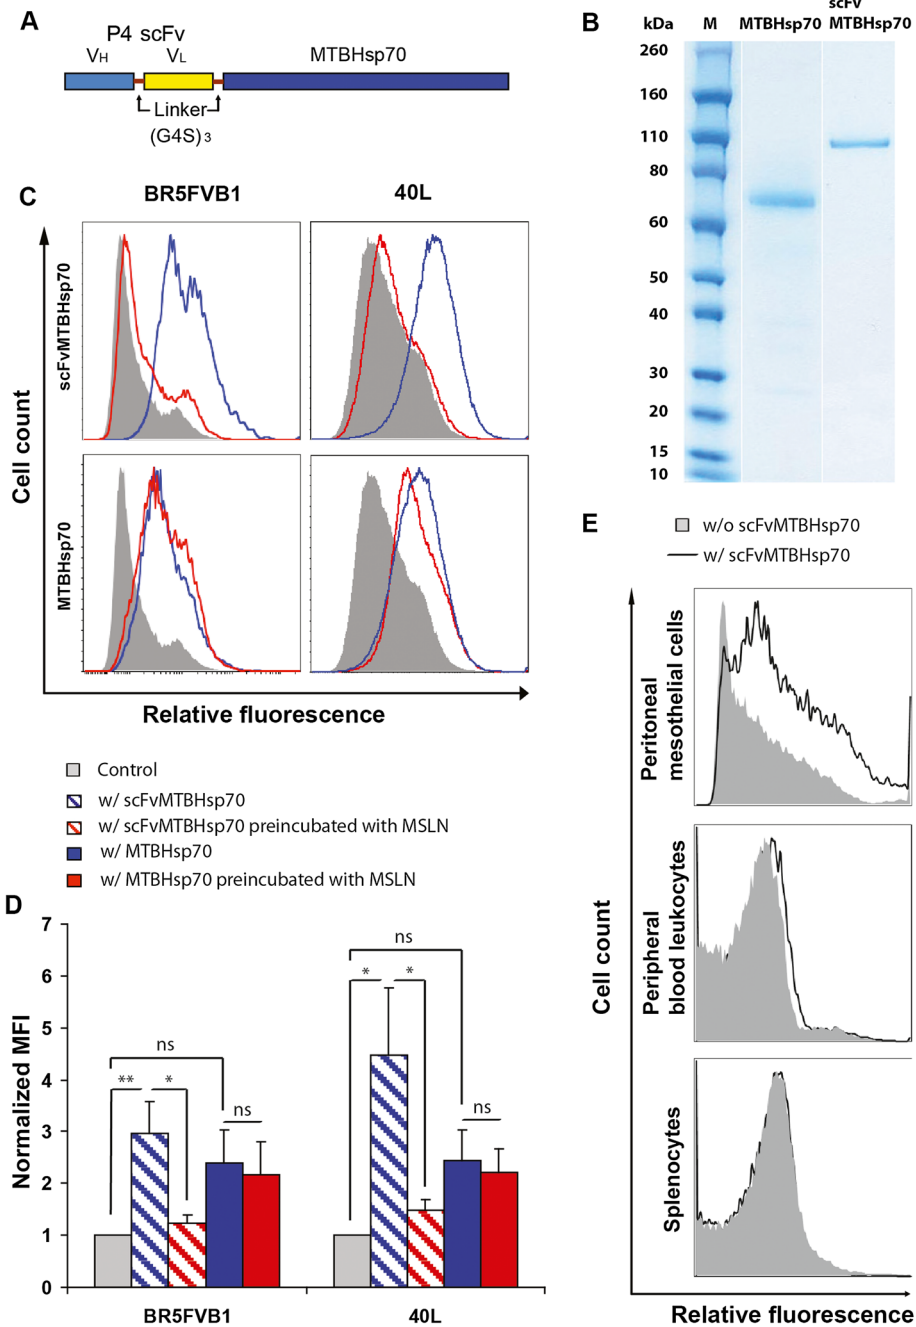 A
P4 scFv
VH VL MTBHsp70
Linker
(G4S)3
B
kDa M MTBHsp70 scFv MTBHsp70
260
160
110
80
60
50
40
30
20
15
10
C
BR5FVB1 40L
scFvMTBHsp70
MTBHsp70
Cell count
Relative fluorescence
Control
w/ scFvMTBHsp70
w/ scFvMTBHsp70 preincubated with MSLN
w/ MTBHsp70
w/ MTBHsp70 preincubated with MSLN
D
Normalized MFI
7
6
5
4
3
2
1
0
ns
** *
ns
ns
* *
ns
BR5FVB1 40L
E
w/o scFvMTBHsp70
w/ scFvMTBHsp70
Peritoneal
mesothelial cells
Peripheral
blood leukocytes
Splenocytes
Cell count
Relative fluorescence